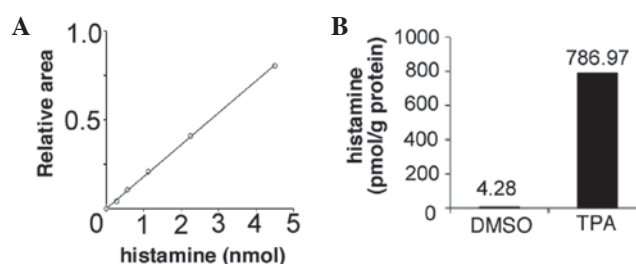 A
Relative area
1.0
0.5
0
1
2
3
4
5
histamine (nmol)
B
histamine
(pmol/g protein)
1000
800
600
400
200
0
4.28
786.97
DMSO
TPA